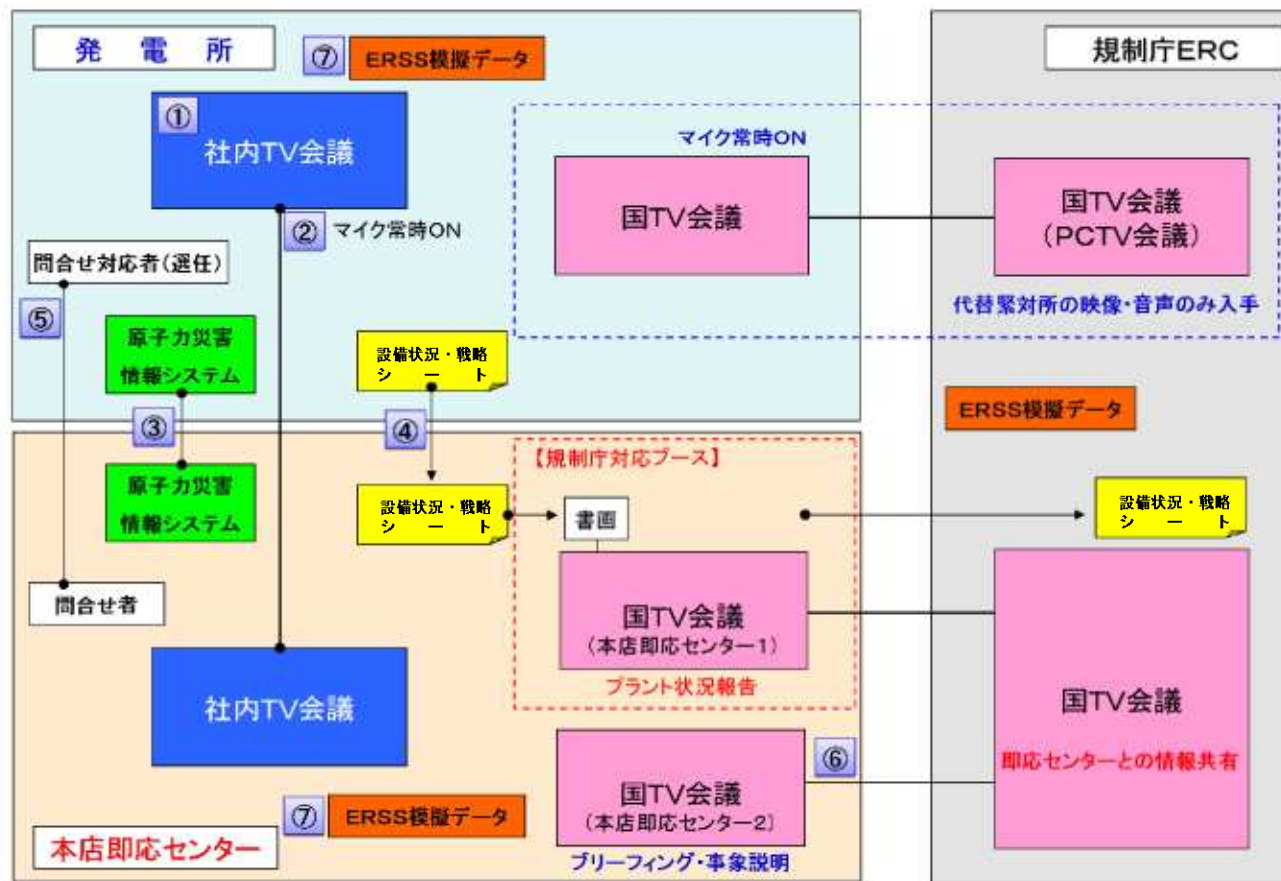 発 電 所
⑦
ERSS模擬データ
規制庁ERC
①
社内TV会議
マイク常時ON
国TV会議
国TV会議
(PCTV会議)
②
マイク常時ON
問合せ対応者(選任)
代替緊対所の映像・音声のみ入手
⑤
原子力災害
情報システム
設備状況・戦略
シート
ERSS模擬データ
③
④
【規制庁対応ブース】
原子力災害
情報システム
設備状況・戦略
シート
書画
設備状況・戦略
シート
問合せ者
国TV会議
(本店即応センター1)
プラント状況報告
社内TV会議
国TV会議
即応センターとの情報共有
⑥
国TV会議
(本店即応センター2)
ブリーフィング・事象説明
⑦
ERSS模擬データ
本店即応センター